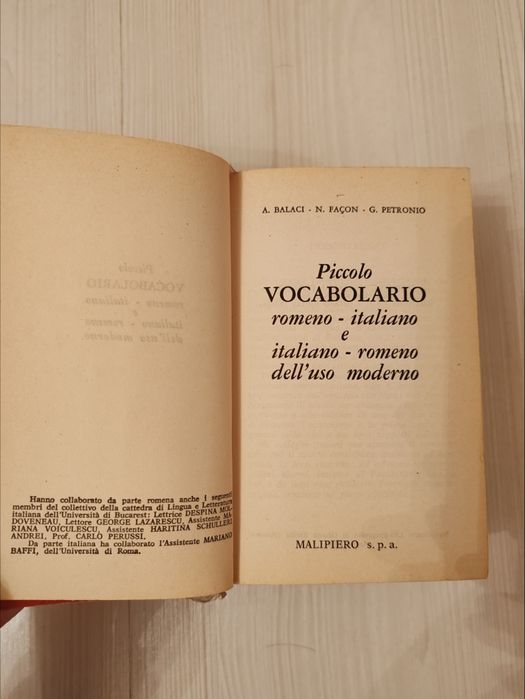 Hanno collaborato da parte romena anche i seguenti
membri del collettivo della cattedra di Lingua e Letteratura
italiana dell'Università di Bucarest: Lettrice DESPINA MOL-
DOVENEAU, Lettore GEORGE LAZARESCU, Assistente MA-
RIANA VOICULESCU, Assistente HARITINA SCHULLERI
ANDREI, Prof. CARLO PERUSSI.
Da parte italiana ha collaborato l'Assistente MARIANO
BAFFI, dell'Università di Roma.
A. BALACI - N. FAÇON - G. PETRONIO
Piccolo
VOCABOLARIO
romeno - italiano
e
italiano - romeno
dell'uso moderno
MALIPIERO s.p.a.